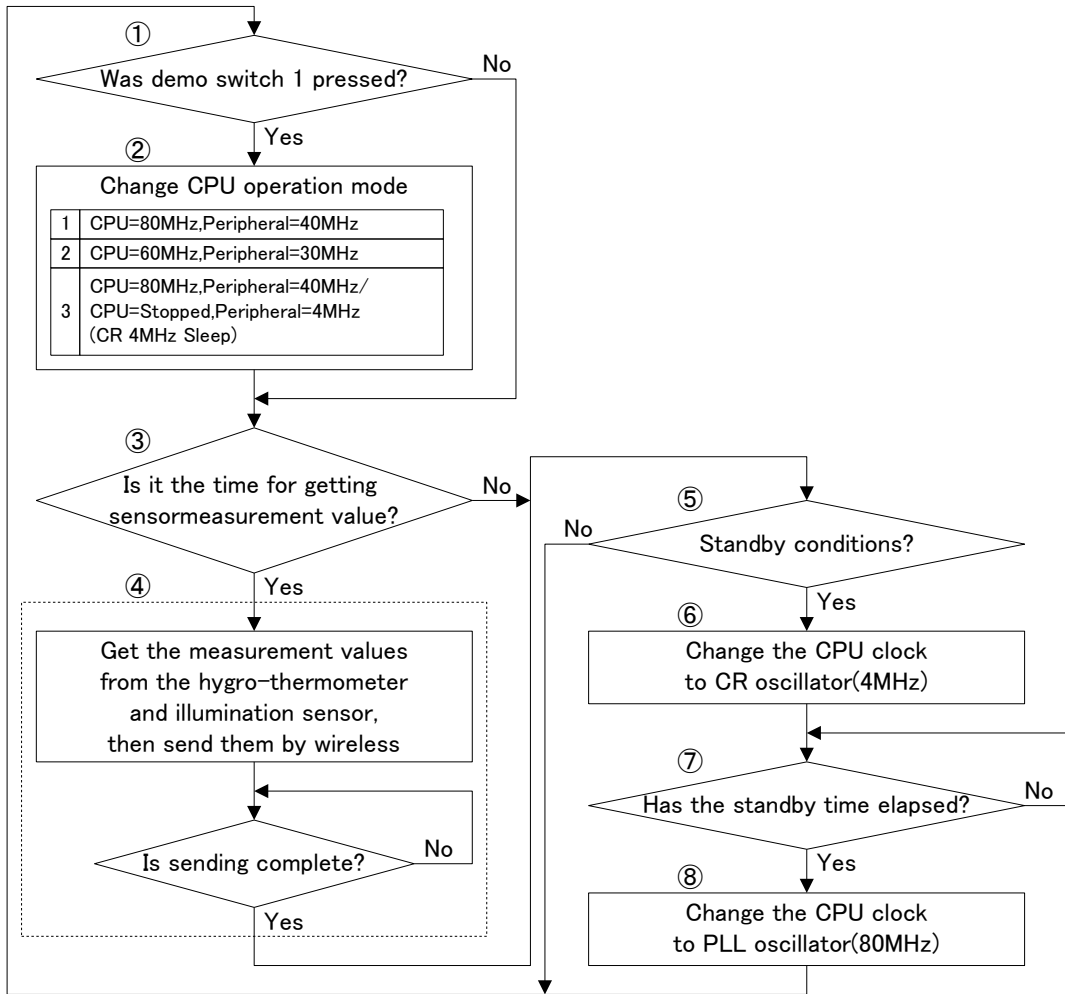 ①
Was demo switch 1 pressed?
No
Yes
②
Change CPU operation mode
1 CPU=80MHz,Peripheral=40MHz
2 CPU=60MHz,Peripheral=30MHz
3 CPU=80MHz,Peripheral=40MHz/
CPU=Stopped,Peripheral=4MHz
(CR 4MHz Sleep)
③
Is it the time for getting
sensormeasurement value?
No
Yes
④
Get the measurement values
from the hygro-thermometer
and illumination sensor,
then send them by wireless
Is sending complete?
No
Yes
⑤
Standby conditions?
No
Yes
⑥
Change the CPU clock
to CR oscillator(4MHz)
⑦
Has the standby time elapsed?
No
Yes
⑧
Change the CPU clock
to PLL oscillator(80MHz)